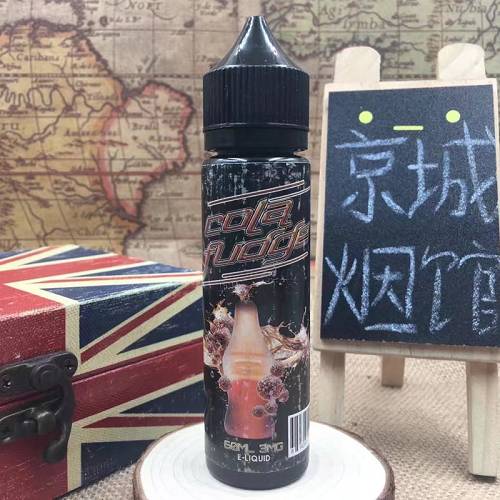 cola
fudge
60ML 3MG
E-LIQUID
京城
烟馆